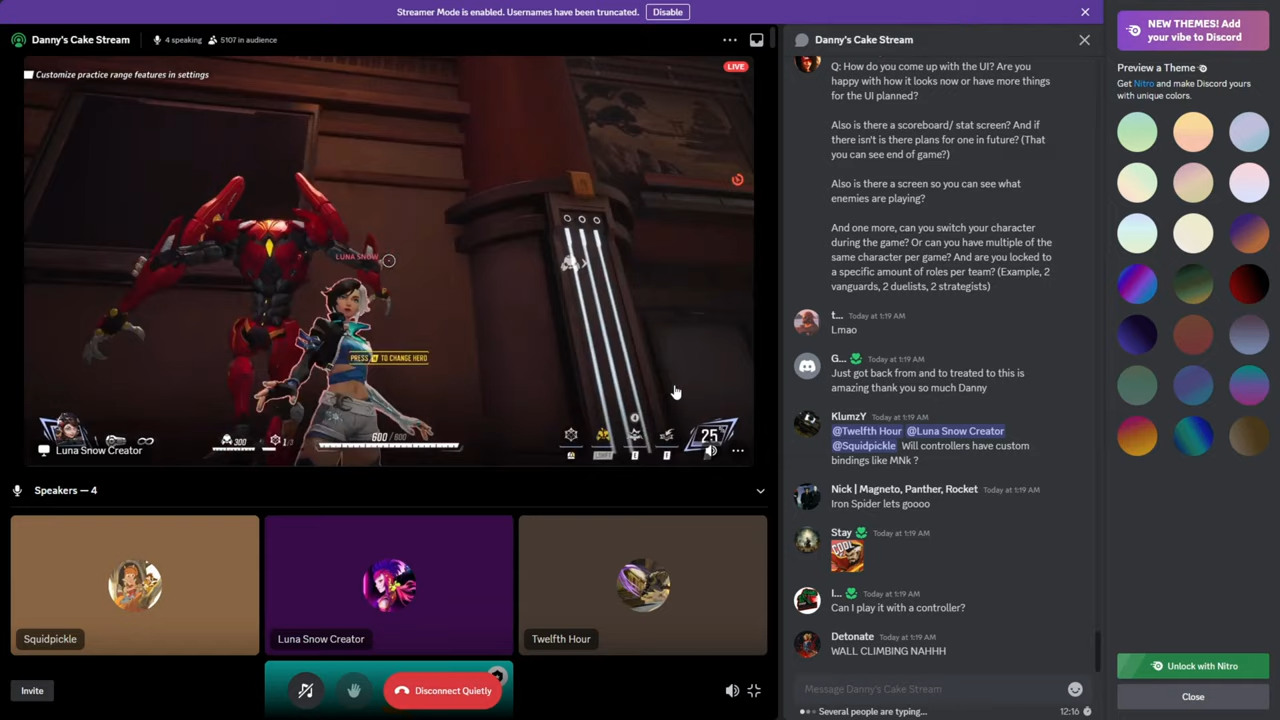 Streamer Mode is enabled. Usernames have been truncated.
Disable
Danny's Cake Stream
4 speaking
5107 in audience
Customize practice range features in settings
LIVE
LUNA SNOW
PRESS TO CHANGE HERO
300
1/3
600 / 600
SHIFT
25
Luna Snow Creator
Speakers — 4
Squidpickle
Luna Snow Creator
Twelfth Hour
Invite
Disconnect Quietly
Danny's Cake Stream
Q: How do you come up with the UI? Are you
happy with how it looks now or have more things
for the UI planned?
Also is there a scoreboard/ stat screen? And if
there isn't is there plans for one in future? (That
you can see end of game?)
Also is there a screen so you can see what
enemies are playing?
And one more, can you switch your character
during the game? Or can you have multiple of the
same character per game? And are you locked to
a specific amount of roles per team? (Example, 2
vanguards, 2 duelists, 2 strategists)
t... Today at 1:19 AM
Lmao
G... Today at 1:19 AM
Just got back from and to treated to this is
amazing thank you so much Danny
KlumzY Today at 1:19 AM
@Twelfth Hour @Luna Snow Creator
@Squidpickle Will controllers have custom
bindings like MNk ?
Nick | Magneto, Panther, Rocket Today at 1:19 AM
Iron Spider lets goooo
Stay Today at 1:19 AM
COOL
I... Today at 1:19 AM
Can I play it with a controller?
Detonate Today at 1:19 AM
WALL CLIMBING NAHHH
Message Danny's Cake Stream
Several people are typing...
12:16
NEW THEMES! Add
your vibe to Discord
Preview a Theme
Get Nitro and make Discord yours
with unique colors.
Unlock with Nitro
Close